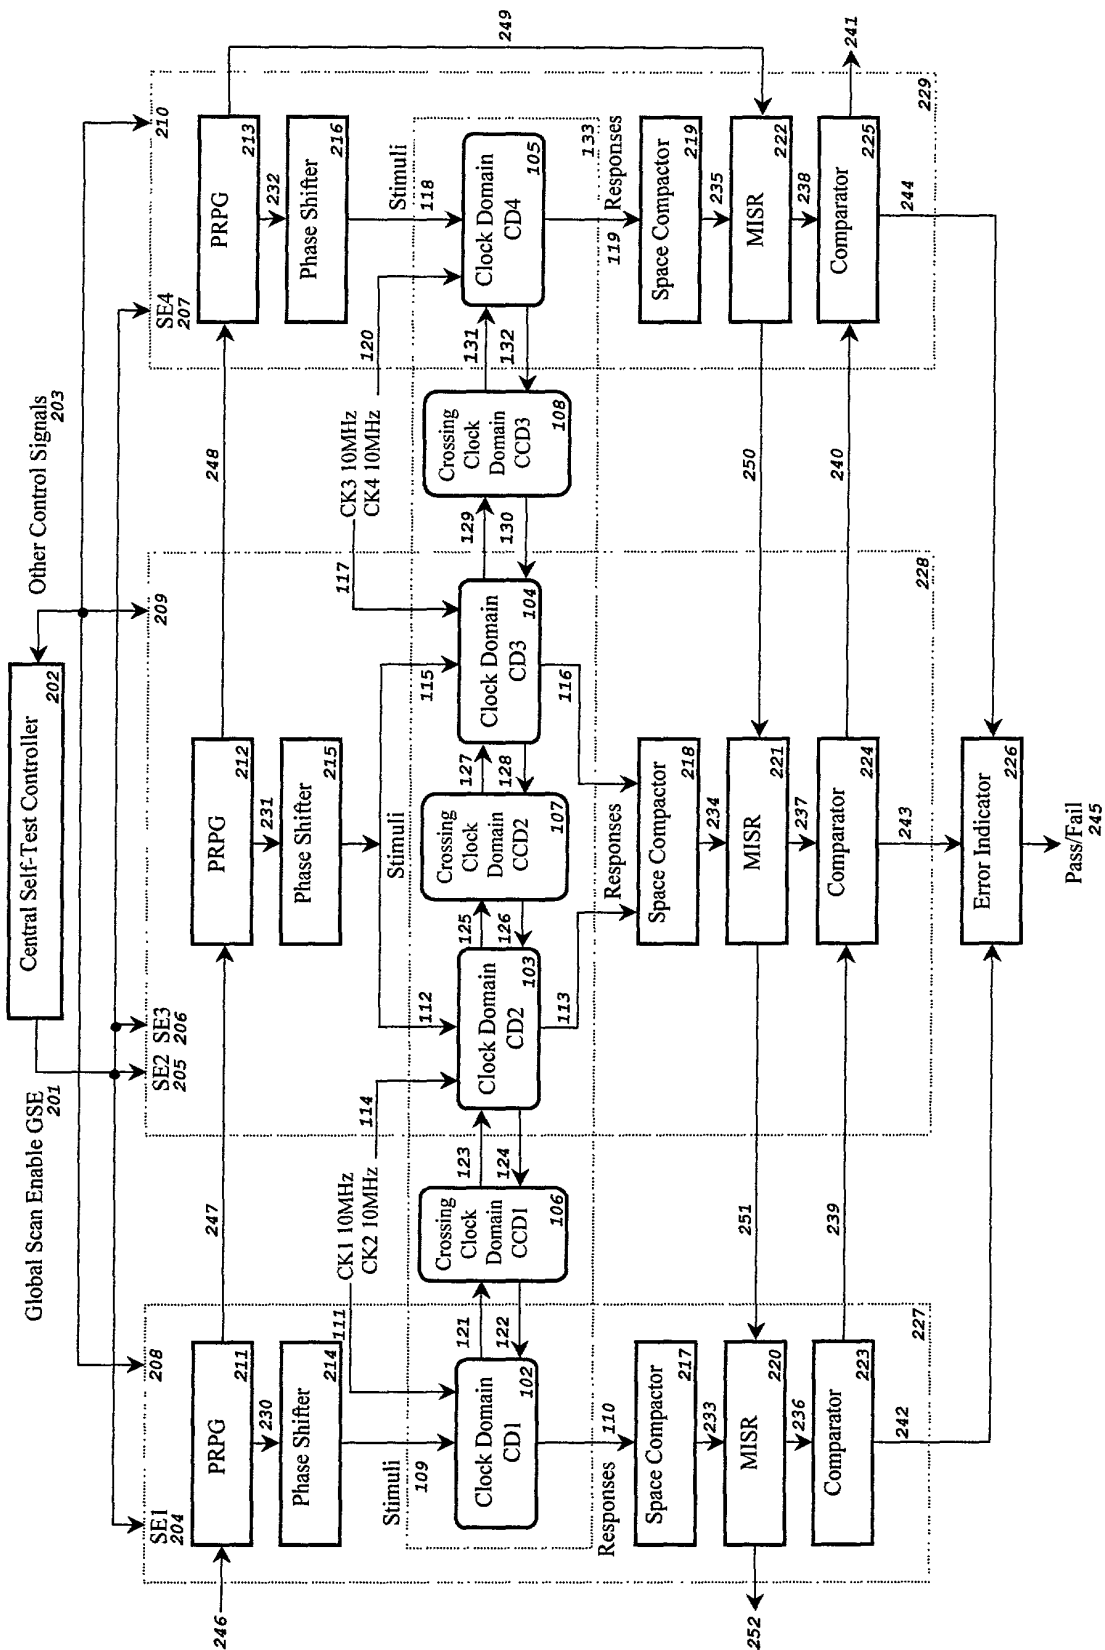 Central Self-Test Controller
202
Global Scan Enable GSE
201
Other Control Signals
203
SE1
204
208
SE2
205
SE3
206
209
SE4
207
210
246
PRPG
211
247
PRPG
212
248
PRPG
213
249
230
231
232
Phase Shifter
214
Phase Shifter
215
Phase Shifter
216
111
CK1 10MHz
CK2 10MHz
114
117
CK3 10MHz
CK4 10MHz
120
Stimuli
109
Stimuli
112
115
Stimuli
118
Clock Domain
CD1
102
121
122
Crossing
Clock
Domain
CCD1
106
123
124
Clock Domain
CD2
103
125
126
Crossing
Clock
Domain
CCD2
107
127
128
Clock Domain
CD3
104
129
130
Crossing
Clock
Domain
CCD3
108
131
132
Clock Domain
CD4
105
133
Responses
110
113
Responses
116
119
Responses
Space Compactor
217
Space Compactor
218
Space Compactor
219
233
234
235
252
MISR
220
251
MISR
221
250
MISR
222
236
237
238
Comparator
223
239
Comparator
224
240
Comparator
225
241
227
228
229
242
243
244
Error Indicator
226
Pass/Fail
245